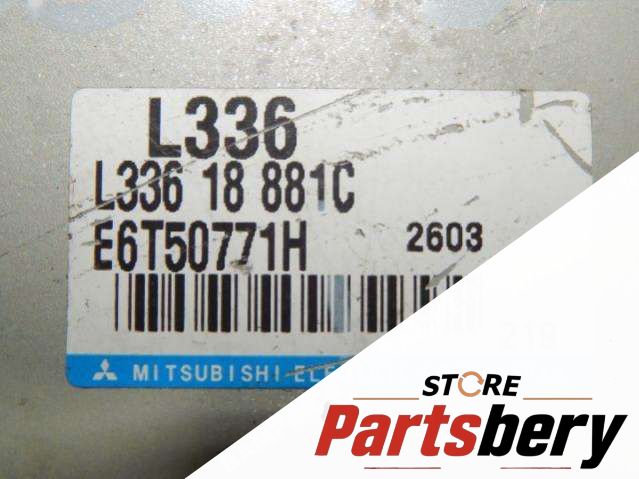 L336
L336 18 881C
E6T50771H 2603
MITSUBISHI
STORE
Partsbery